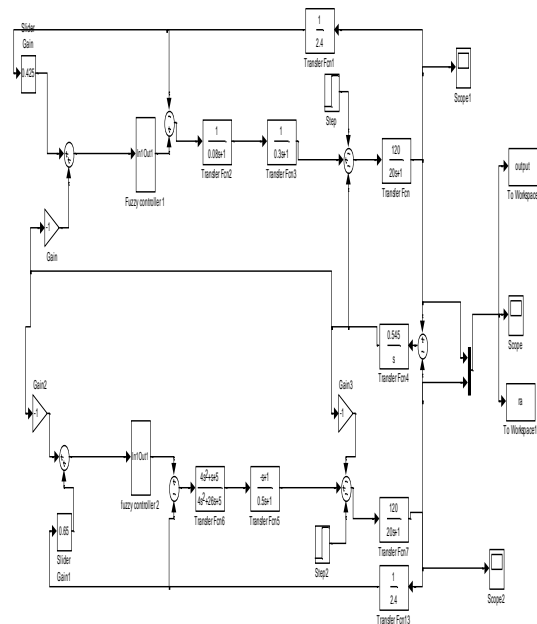 Slider
Gain
0.425
1
2.4
Transfer Fcn1
Step
Scope1
In1Out1
Fuzzy controller 1
1
0.08s+1
Transfer Fcn2
1
0.3s+1
Transfer Fcn3
120
20s+1
Transfer Fcn
output
To Workspace
-1
Gain
0.545
s
Transfer Fcn4
Scope
ra
To Workspace1
Gain2
-1
Gain3
-1
In1Out1
fuzzy controller 2
4s²+s+5
4s²+26s+5
Transfer Fcn6
-s+1
0.5s+1
Transfer Fcn5
0.65
Slider
Gain1
Step2
120
20s+1
Transfer Fcn7
1
2.4
Transfer Fcn13
Scope2